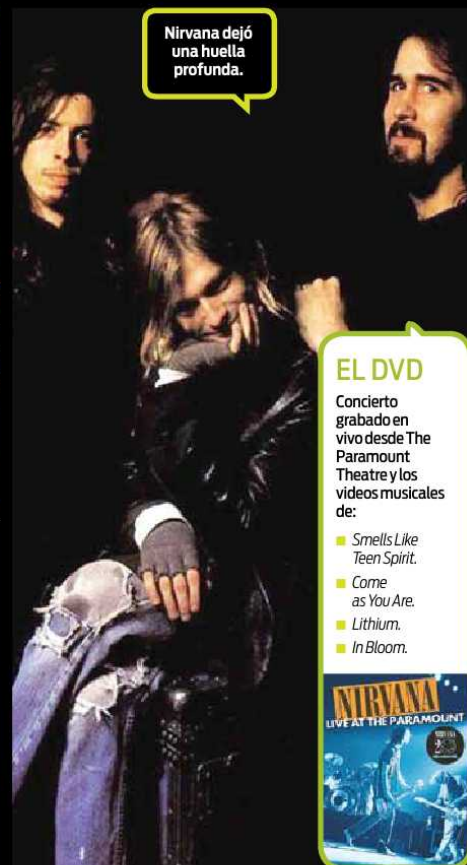 Nirvana dejó
una huella
profunda.
EL DVD
Concierto
grabado en
vivo desde The
Paramount
Theatre y los
videos musicales
de:
Smells Like
Teen Spirit.
Come
as You Are.
Lithium.
In Bloom.
NIRVANA
LIVE AT THE PARAMOUNT